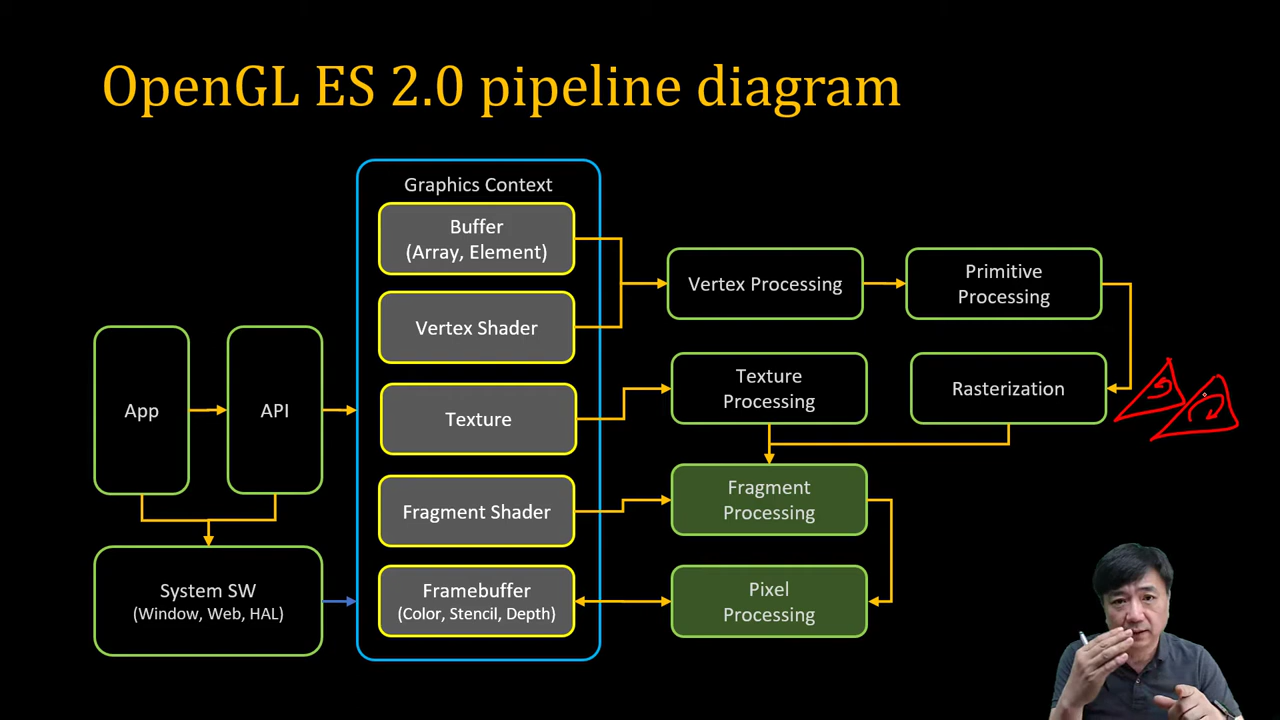 OpenGL ES 2.0 pipeline diagram
Graphics Context
Buffer
(Array, Element)
Vertex Shader
Texture
Fragment Shader
Framebuffer
(Color, Stencil, Depth)
App
API
System SW
(Window, Web, HAL)
Vertex Processing
Primitive
Processing
Texture
Processing
Rasterization
Fragment
Processing
Pixel
Processing